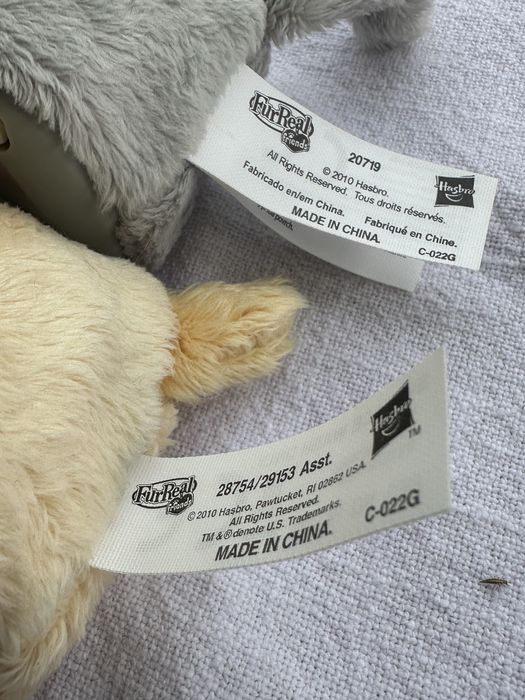 FurReal
friends
20719
© 2010 Hasbro.
All Rights Reserved. Tous droits réservés.
Fabricado en/em China. Fabriqué en Chine.
MADE IN CHINA.
C-022G
Hasbro
pouch.
FurReal
friends
28754/29153 Asst.
© 2010 Hasbro, Pawtucket, RI 02862 USA.
All Rights Reserved.
TM & ® denote U.S. Trademarks.
MADE IN CHINA.
C-022G
Hasbro
TM